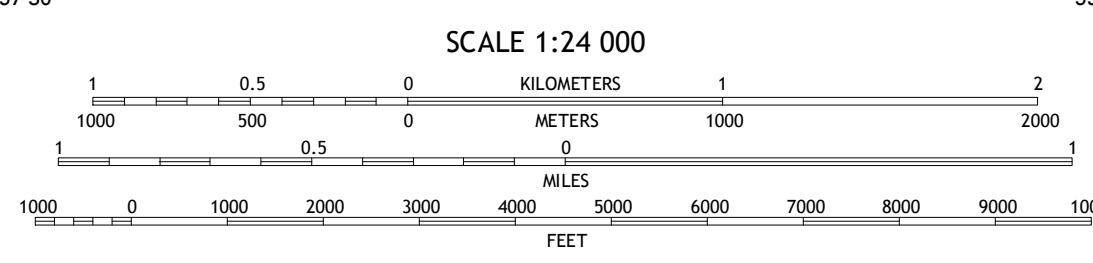 SCALE 1:24 000
1 0.5 0 KILOMETERS 1 2
1000 500 0 METERS 1000 2000
1 0.5 0 1
MILES
1000 0 1000 2000 3000 4000 5000 6000 7000 8000 9000
FEET